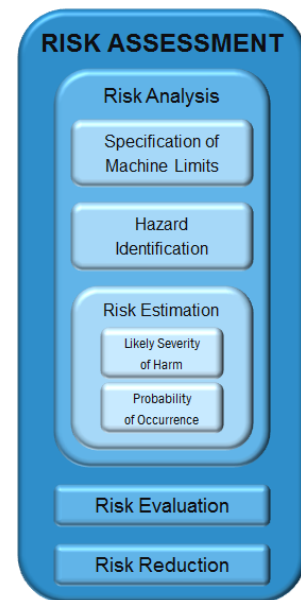 RISK ASSESSMENT
Risk Analysis
Specification of
Machine Limits
Hazard
Identification
Risk Estimation
Likely Severity
of Harm
Probability
of Occurrence
Risk Evaluation
Risk Reduction